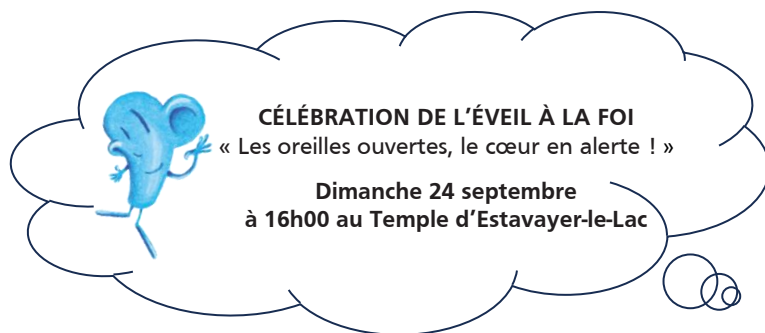 CÉLÉBRATION DE L'ÉVEIL À LA FOI
« Les oreilles ouvertes, le cœur en alerte ! »
Dimanche 24 septembre
à 16h00 au Temple d'Estavayer-le-Lac